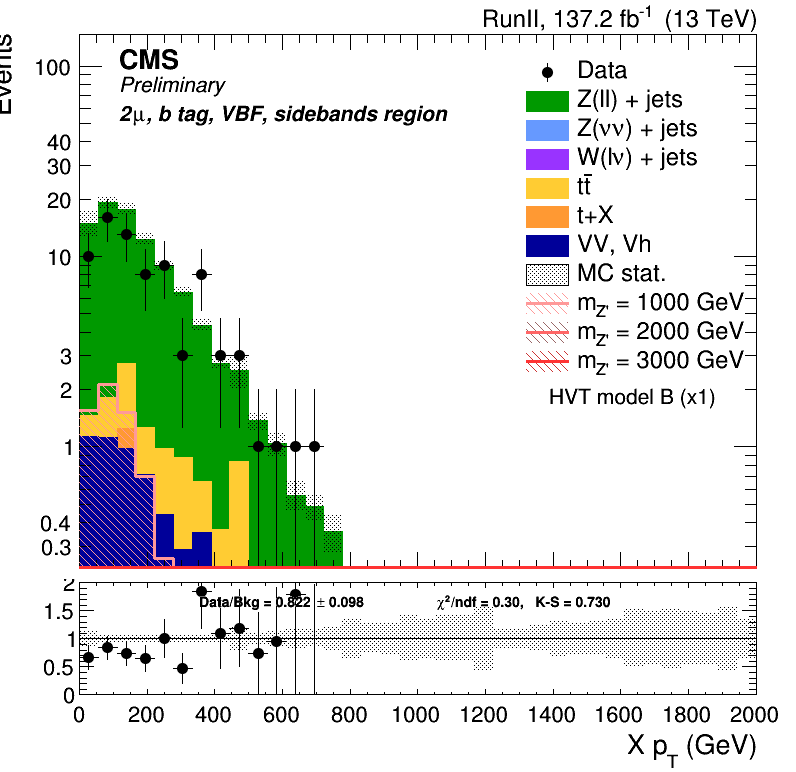 RunII, 137.2 fb⁻¹ (13 TeV)
Events
CMS
Preliminary
2μ, b tag, VBF, sidebands region
Data
Z(ll) + jets
Z(νν) + jets
W(lν) + jets
tt̄
t+X
VV, Vh
MC stat.
m_Z' = 1000 GeV
m_Z' = 2000 GeV
m_Z' = 3000 GeV
HVT model B (x1)
100
40
30
20
10
3
2
1
0.4
0.3
Data/Bkg = 0.822 ± 0.098 χ²/ndf = 0.30, K-S = 0.730
2
1.5
1
0.5
0
0 200 400 600 800 1000 1200 1400 1600 1800 2000
X p_T (GeV)